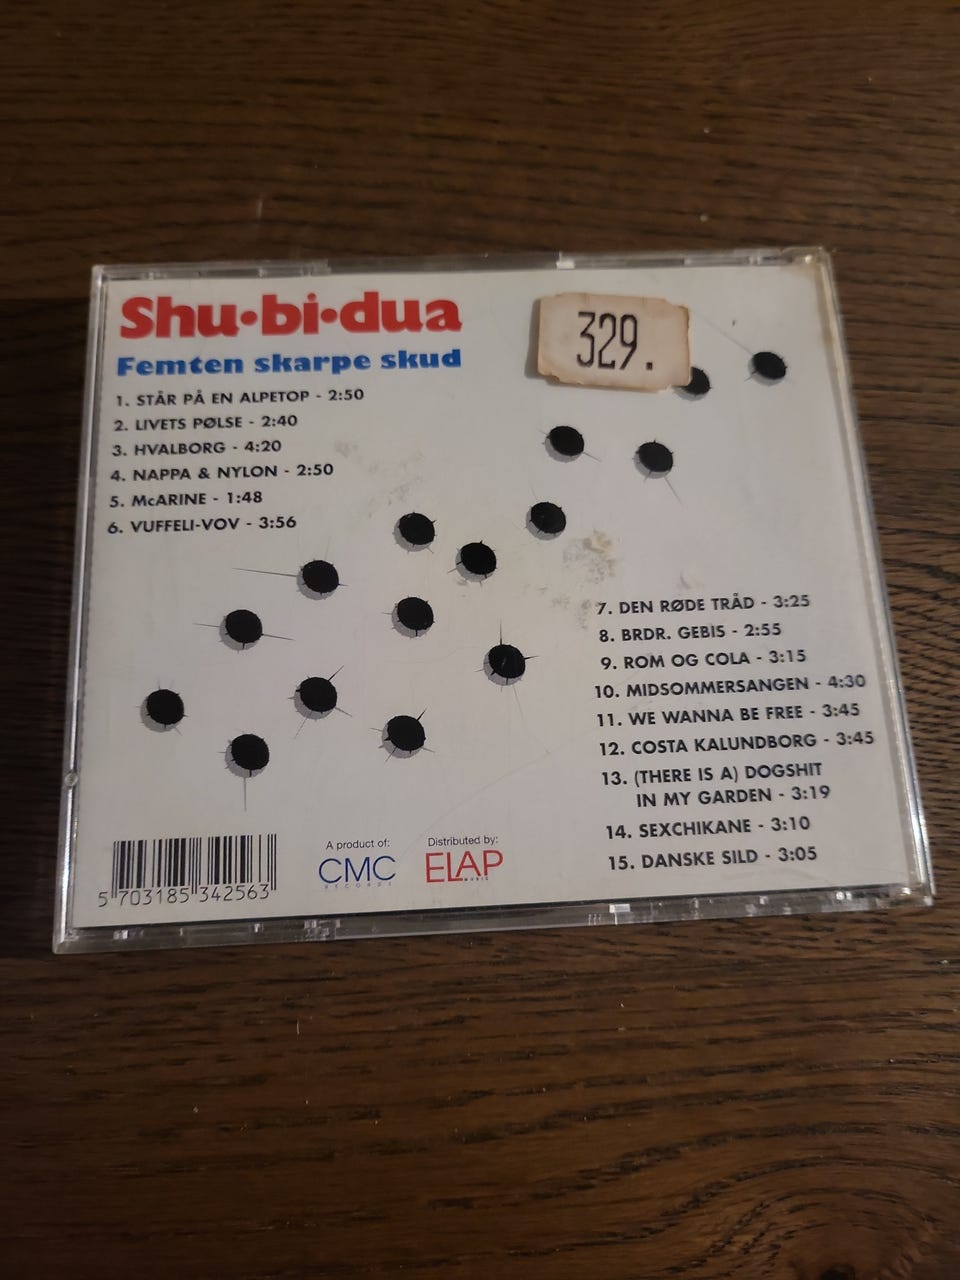 Shu•bi•dua
Femten skarpe skud
329.
1. STÅR PÅ EN ALPETOP - 2:50
2. LIVETS PØLSE - 2:40
3. HVALBORG - 4:20
4. NAPPA & NYLON - 2:50
5. McARINE - 1:48
6. VUFFELI-VOV - 3:56
7. DEN RØDE TRÅD - 3:25
8. BRDR. GEBIS - 2:55
9. ROM OG COLA - 3:15
10. MIDSOMMERSANGEN - 4:30
11. WE WANNA BE FREE - 3:45
12. COSTA KALUNDBORG - 3:45
13. (THERE IS A) DOGSHIT
IN MY GARDEN - 3:19
14. SEXCHIKANE - 3:10
15. DANSKE SILD - 3:05
A product of:
CMC
RECORDS
Distributed by:
ELAP
MUSIC
5 703185 342563